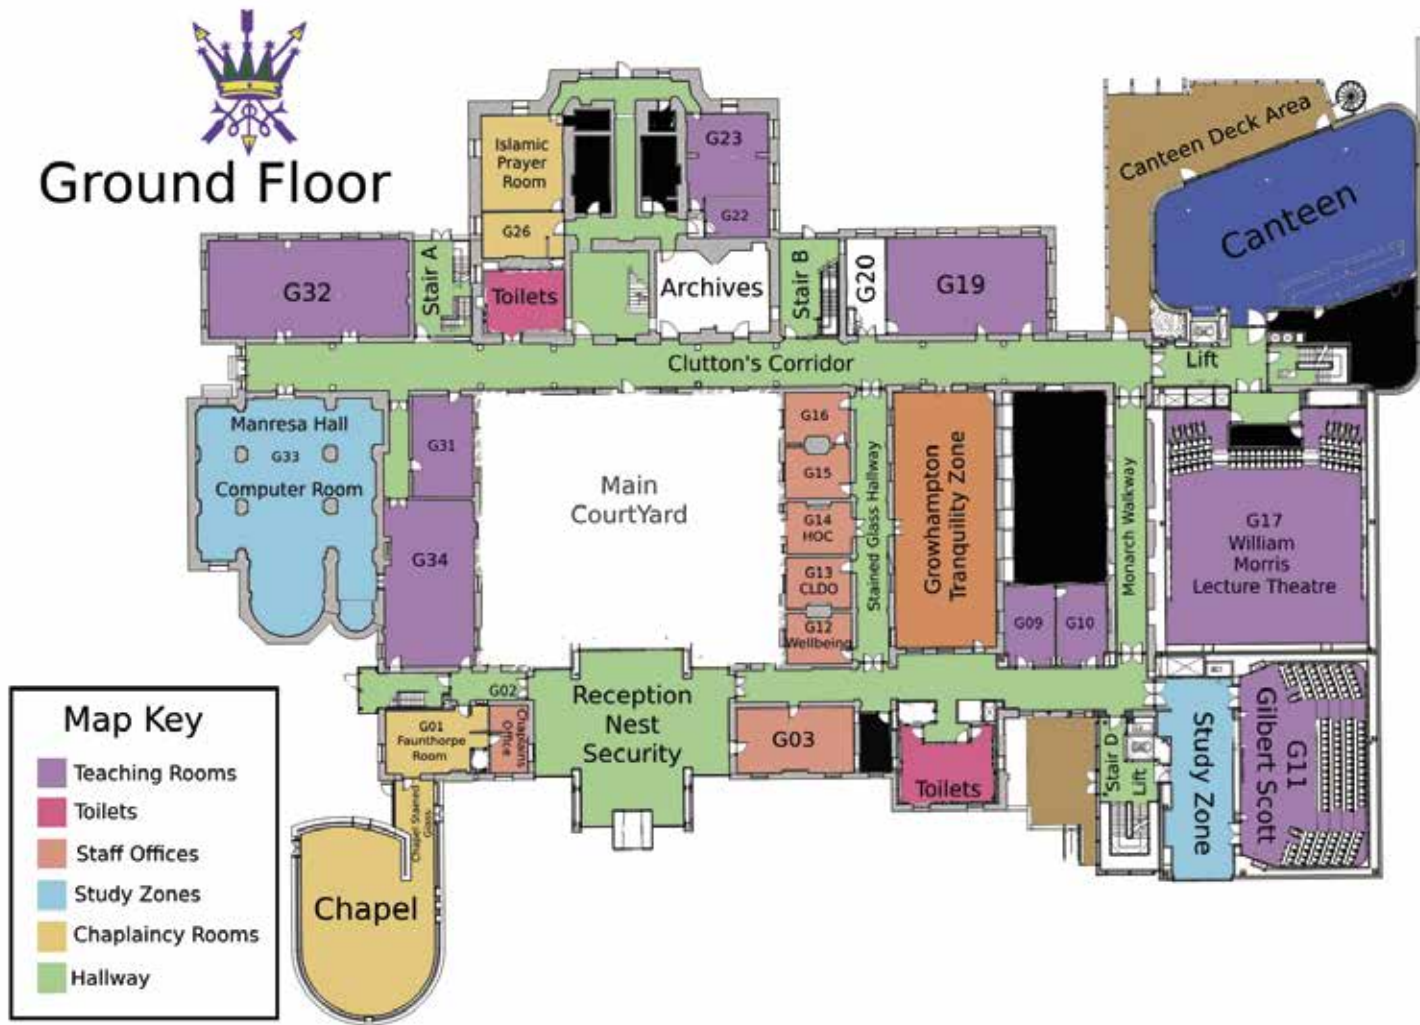 Ground Floor
Islamic
Prayer
Room
G26
G23
G22
Canteen Deck Area
Canteen
G32
Stair A
Toilets
Archives
Stair B
G20
G19
Clutton's Corridor
Lift
Manresa Hall
G33
Computer Room
G31
G34
Main
CourtYard
G16
G15
G14
HOC
G13
CLDO
G12
Wellbeing
Stained Glass Hallway
Growhampton
Tranquility Zone
G09
G10
Monarch Walkway
G17
William
Morris
Lecture Theatre
G02
Reception
Nest
Security
G01
Faunthorpe
Room
Chaplains
Office
G03
Toilets
Stair D
Lift
Study Zone
G11
Gilbert Scott
Chapel Stained
Glass
Chapel
Map Key
Teaching Rooms
Toilets
Staff Offices
Study Zones
Chaplaincy Rooms
Hallway